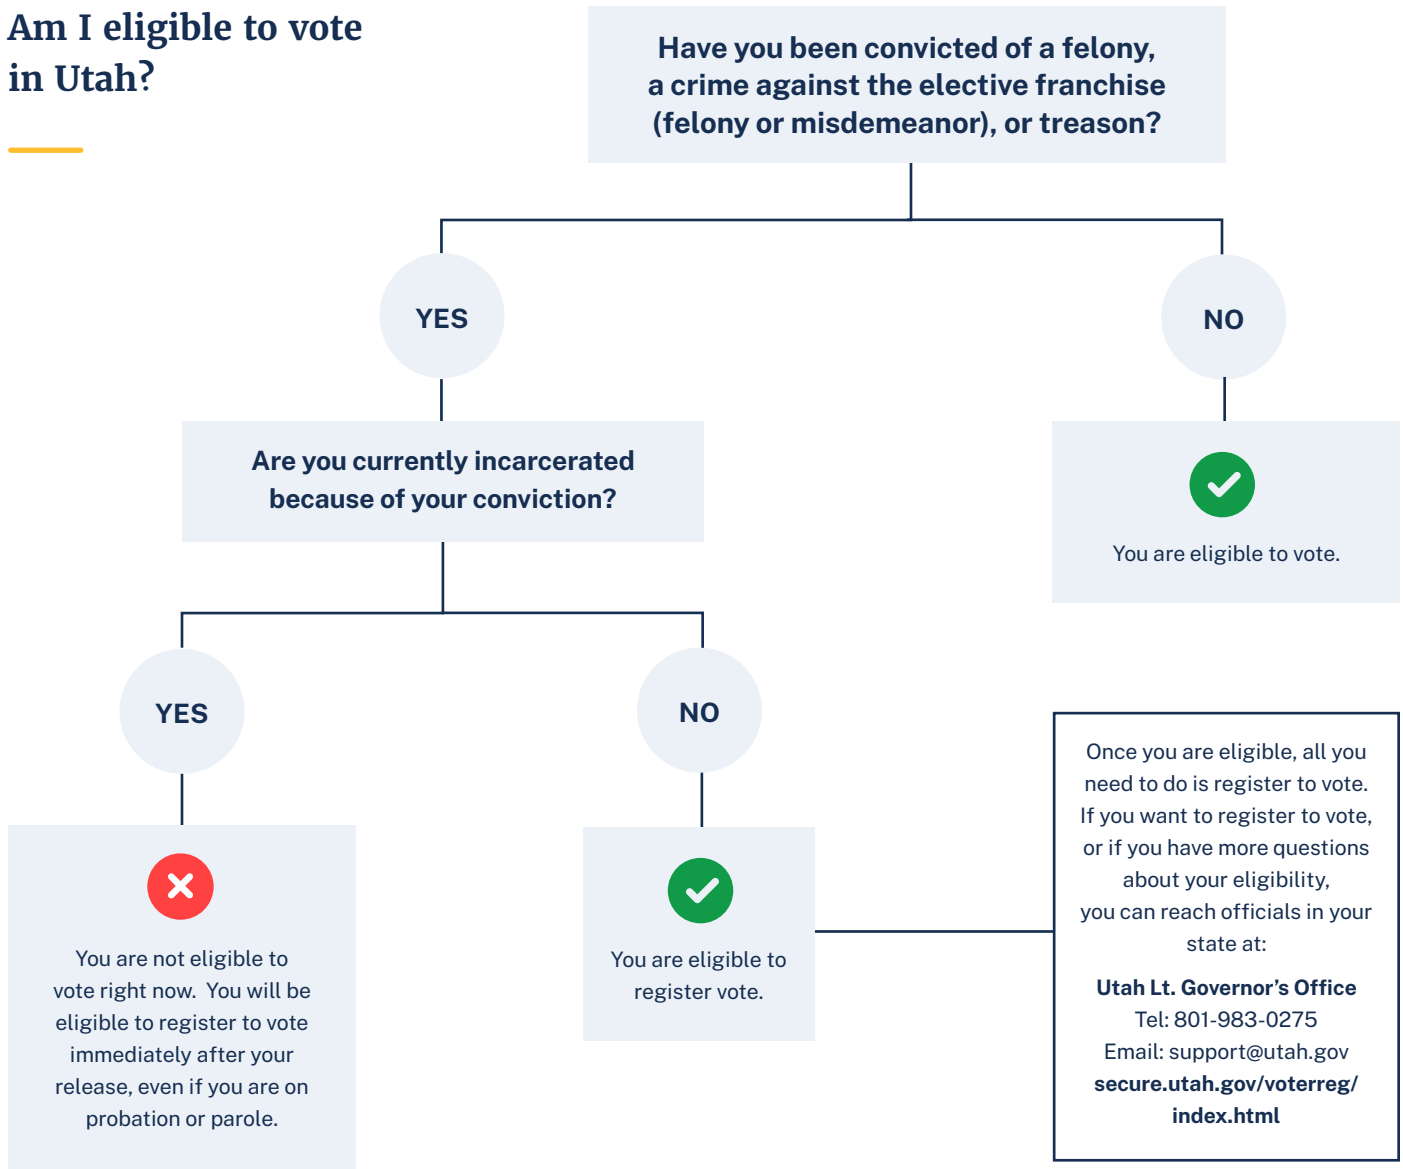 Am I eligible to vote
in Utah?
Have you been convicted of a felony,
a crime against the elective franchise
(felony or misdemeanor), or treason?
YES
NO
Are you currently incarcerated
because of your conviction?
You are eligible to vote.
YES
NO
You are not eligible to
vote right now.  You will be
eligible to register to vote
immediately after your
release, even if you are on
probation or parole.
You are eligible to
register vote.
Once you are eligible, all you
need to do is register to vote.
If you want to register to vote,
or if you have more questions
about your eligibility,
you can reach officials in your
state at:
Utah Lt. Governor’s Office
Tel: 801-983-0275
Email: support@utah.gov
secure.utah.gov/voterreg/
index.html